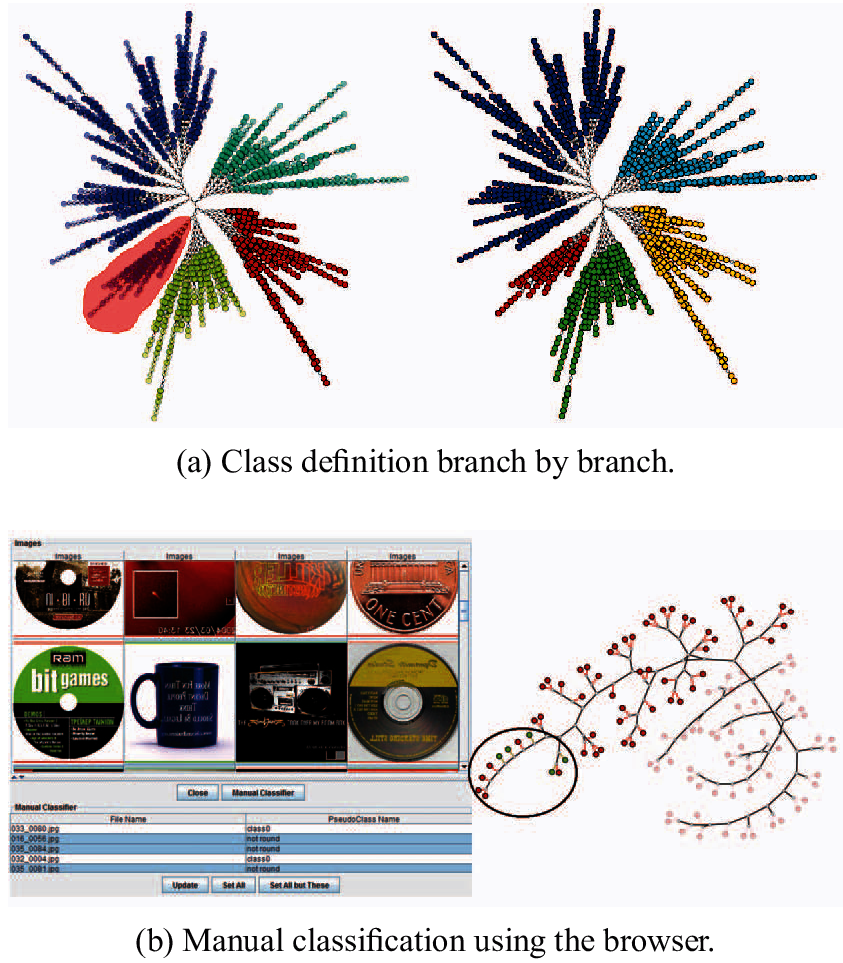 (a) Class definition branch by branch.
Images
Images Images Images Images
ONE CENT
Ram
bit games
Close Manual Classifier
Manual Classifier
File Name PseudoClass Name
033_0080.jpg class0
016_0056.jpg not round
035_0084.jpg not round
032_0004.jpg class0
035_0081.jpg not round
Update Set All Set All but These
(b) Manual classification using the browser.